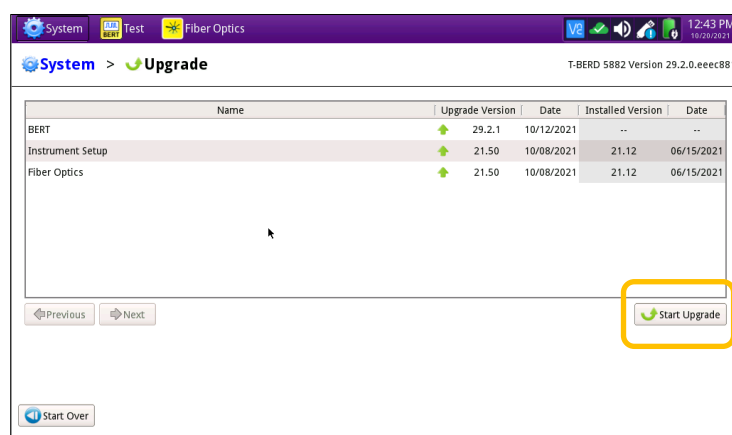 System BERT Test Fiber Optics 12:43 PM
10/20/2021
System > Upgrade T-BERD 5882 Version 29.2.0.eeec88
Name Upgrade Version Date Installed Version Date
BERT 29.2.1 10/12/2021 -- --
Instrument Setup 21.50 10/08/2021 21.12 06/15/2021
Fiber Optics 21.50 10/08/2021 21.12 06/15/2021
Previous Next Start Upgrade
Start Over